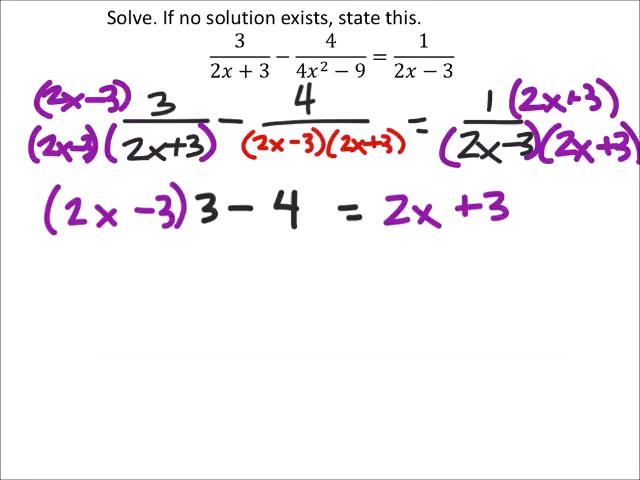 Solve. If no solution exists, state this.
3/(2x + 3) − 4/(4x² − 9) = 1/(2x − 3)
(2x−3) 3 / (2x−3)(2x+3) − 4 / (2x−3)(2x+3) = 1 (2x+3) / (2x−3)(2x+3)
(2x −3) 3 − 4 = 2x +3